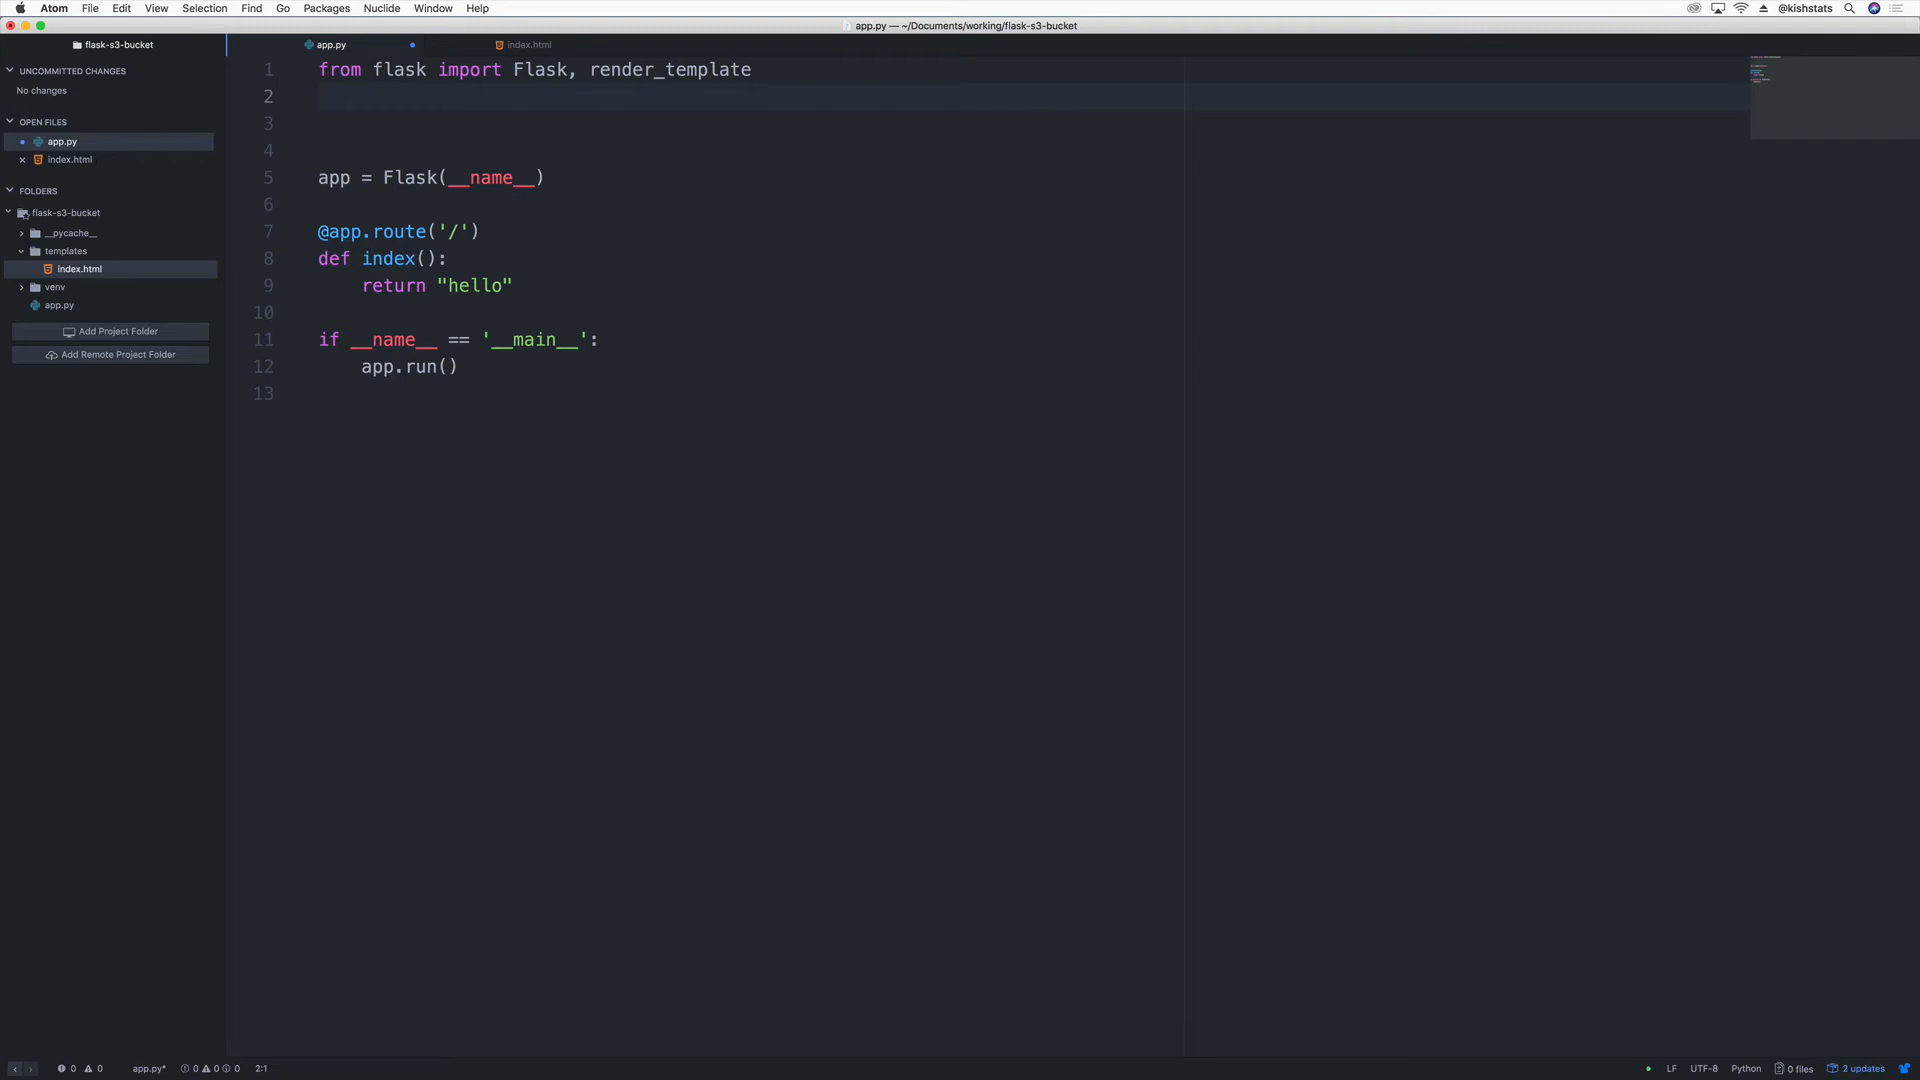 Atom File Edit View Selection Find Go Packages Nuclide Window Help @kishstats
app.py — ~/Documents/working/flask-s3-bucket
flask-s3-bucket app.py index.html
UNCOMMITTED CHANGES
No changes
OPEN FILES
app.py
index.html
FOLDERS
flask-s3-bucket
__pycache__
templates
index.html
venv
app.py
Add Project Folder
Add Remote Project Folder
1 from flask import Flask, render_template
2
3
4
5 app = Flask(__name__)
6
7 @app.route('/')
8 def index():
9 return "hello"
10
11 if __name__ == '__main__':
12 app.run()
13
0 0 app.py* 0 0 0 2:1 LF UTF-8 Python 0 files 2 updates